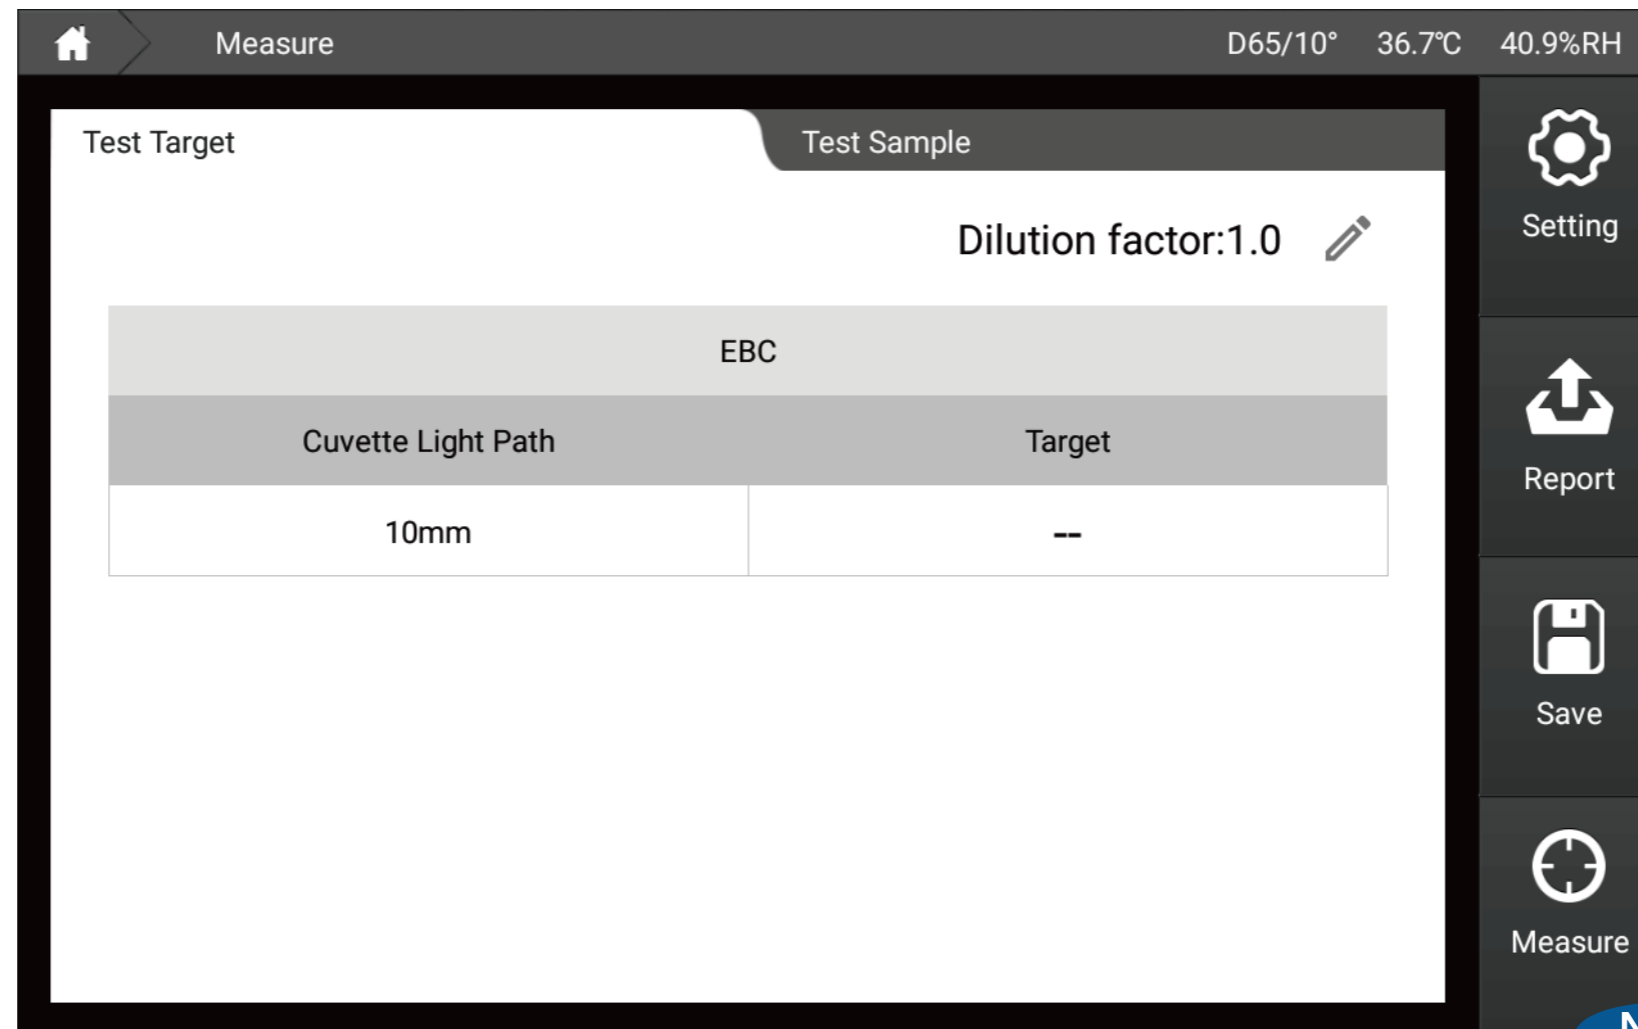 Measure D65/10° 36.7℃ 40.9%RH
Test Target Test Sample
Dilution factor:1.0
EBC
Cuvette Light Path Target
10mm --
Setting
Report
Save
Measure